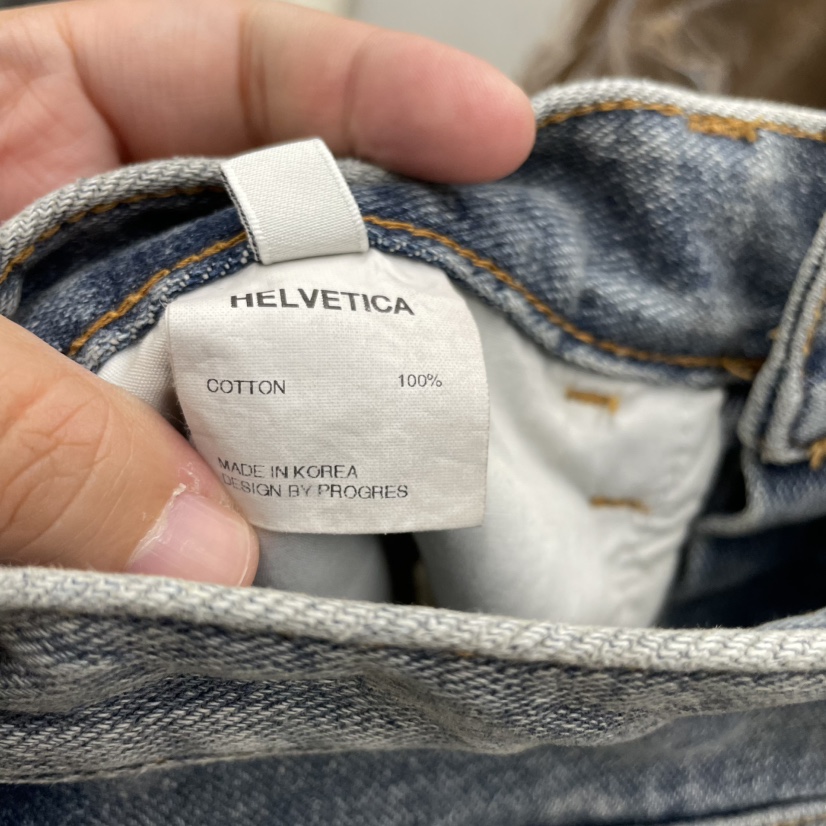 HELVETICA
COTTON 100%
MADE IN KOREA
DESIGN BY PROGRES